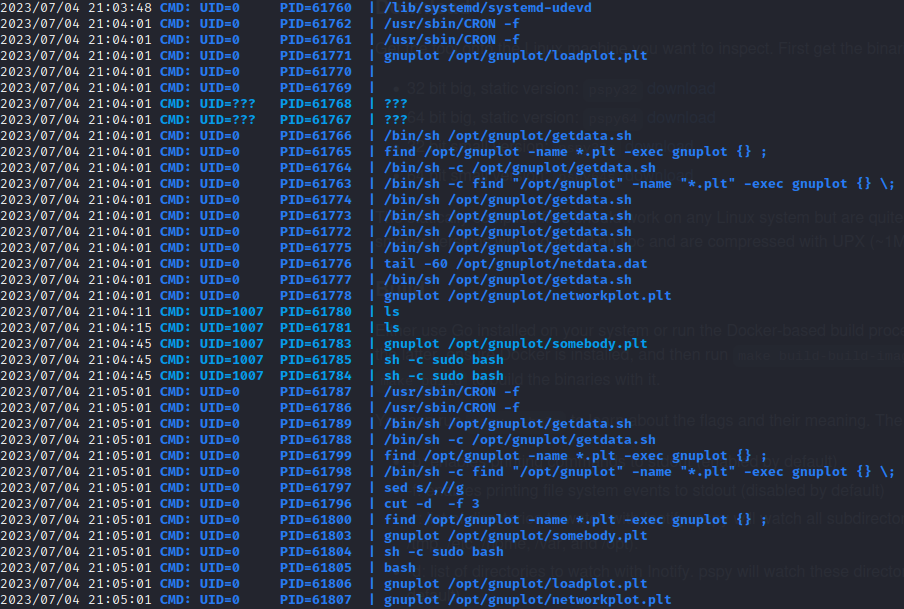 2023/07/04 21:03:48 CMD: UID=0 PID=61760 | /lib/systemd/systemd-udevd
2023/07/04 21:04:01 CMD: UID=0 PID=61762 | /usr/sbin/CRON -f
2023/07/04 21:04:01 CMD: UID=0 PID=61761 | /usr/sbin/CRON -f
2023/07/04 21:04:01 CMD: UID=0 PID=61771 | gnuplot /opt/gnuplot/loadplot.plt
2023/07/04 21:04:01 CMD: UID=0 PID=61770 |
2023/07/04 21:04:01 CMD: UID=0 PID=61769 |
2023/07/04 21:04:01 CMD: UID=??? PID=61768 | ???
2023/07/04 21:04:01 CMD: UID=??? PID=61767 | ???
2023/07/04 21:04:01 CMD: UID=0 PID=61766 | /bin/sh /opt/gnuplot/getdata.sh
2023/07/04 21:04:01 CMD: UID=0 PID=61765 | find /opt/gnuplot -name *.plt -exec gnuplot {} ;
2023/07/04 21:04:01 CMD: UID=0 PID=61764 | /bin/sh -c /opt/gnuplot/getdata.sh
2023/07/04 21:04:01 CMD: UID=0 PID=61763 | /bin/sh -c find "/opt/gnuplot" -name "*.plt" -exec gnuplot {} \;
2023/07/04 21:04:01 CMD: UID=0 PID=61774 | /bin/sh /opt/gnuplot/getdata.sh
2023/07/04 21:04:01 CMD: UID=0 PID=61773 | /bin/sh /opt/gnuplot/getdata.sh
2023/07/04 21:04:01 CMD: UID=0 PID=61772 | /bin/sh /opt/gnuplot/getdata.sh
2023/07/04 21:04:01 CMD: UID=0 PID=61775 | /bin/sh /opt/gnuplot/getdata.sh
2023/07/04 21:04:01 CMD: UID=0 PID=61776 | tail -60 /opt/gnuplot/netdata.dat
2023/07/04 21:04:01 CMD: UID=0 PID=61777 | /bin/sh /opt/gnuplot/getdata.sh
2023/07/04 21:04:01 CMD: UID=0 PID=61778 | gnuplot /opt/gnuplot/networkplot.plt
2023/07/04 21:04:11 CMD: UID=1007 PID=61780 | ls
2023/07/04 21:04:15 CMD: UID=1007 PID=61781 | ls
2023/07/04 21:04:45 CMD: UID=1007 PID=61783 | gnuplot /opt/gnuplot/somebody.plt
2023/07/04 21:04:45 CMD: UID=1007 PID=61785 | sh -c sudo bash
2023/07/04 21:04:45 CMD: UID=1007 PID=61784 | sh -c sudo bash
2023/07/04 21:05:01 CMD: UID=0 PID=61787 | /usr/sbin/CRON -f
2023/07/04 21:05:01 CMD: UID=0 PID=61786 | /usr/sbin/CRON -f
2023/07/04 21:05:01 CMD: UID=0 PID=61789 | /bin/sh /opt/gnuplot/getdata.sh
2023/07/04 21:05:01 CMD: UID=0 PID=61788 | /bin/sh -c /opt/gnuplot/getdata.sh
2023/07/04 21:05:01 CMD: UID=0 PID=61799 | find /opt/gnuplot -name *.plt -exec gnuplot {} ;
2023/07/04 21:05:01 CMD: UID=0 PID=61798 | /bin/sh -c find "/opt/gnuplot" -name "*.plt" -exec gnuplot {} \;
2023/07/04 21:05:01 CMD: UID=0 PID=61797 | sed s/,//g
2023/07/04 21:05:01 CMD: UID=0 PID=61796 | cut -d  -f 3
2023/07/04 21:05:01 CMD: UID=0 PID=61800 | find /opt/gnuplot -name *.plt -exec gnuplot {} ;
2023/07/04 21:05:01 CMD: UID=0 PID=61803 | gnuplot /opt/gnuplot/somebody.plt
2023/07/04 21:05:01 CMD: UID=0 PID=61804 | sh -c sudo bash
2023/07/04 21:05:01 CMD: UID=0 PID=61805 | bash
2023/07/04 21:05:01 CMD: UID=0 PID=61806 | gnuplot /opt/gnuplot/loadplot.plt
2023/07/04 21:05:01 CMD: UID=0 PID=61807 | gnuplot /opt/gnuplot/networkplot.plt